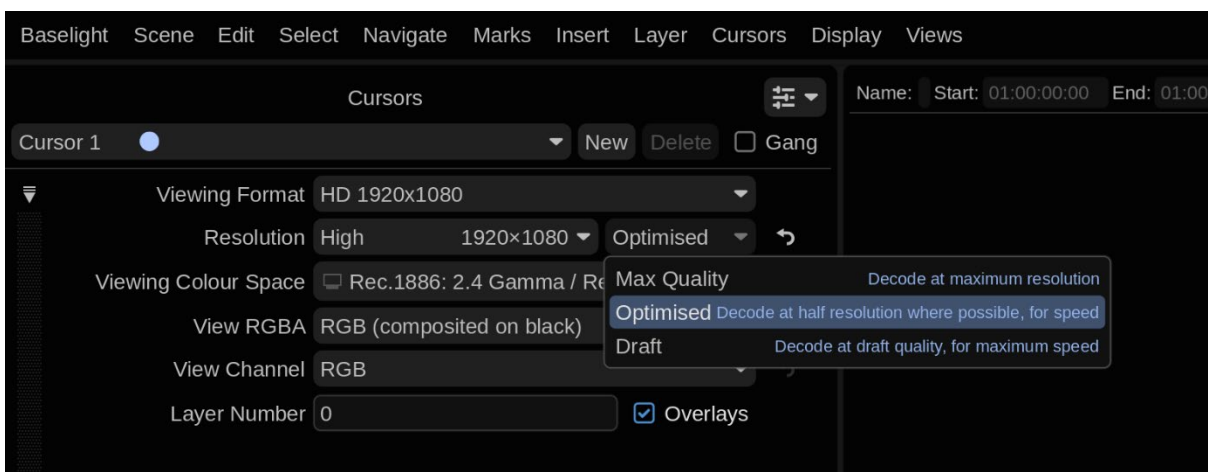 Baselight Scene Edit Select Navigate Marks Insert Layer Cursors Display Views
Cursors
Name: Start: 01:00:00:00 End: 01:00
Cursor 1 New Delete Gang
Viewing Format HD 1920x1080
Resolution High 1920×1080 Optimised
Viewing Colour Space Rec.1886: 2.4 Gamma / Re
Max Quality Decode at maximum resolution
Optimised Decode at half resolution where possible, for speed
Draft Decode at draft quality, for maximum speed
View RGBA RGB (composited on black)
View Channel RGB
Layer Number 0 Overlays